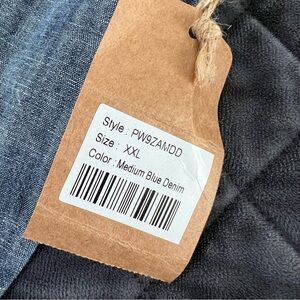 Style : PW9ZAMDD
Size : XXL
Color : Medium Blue Denim